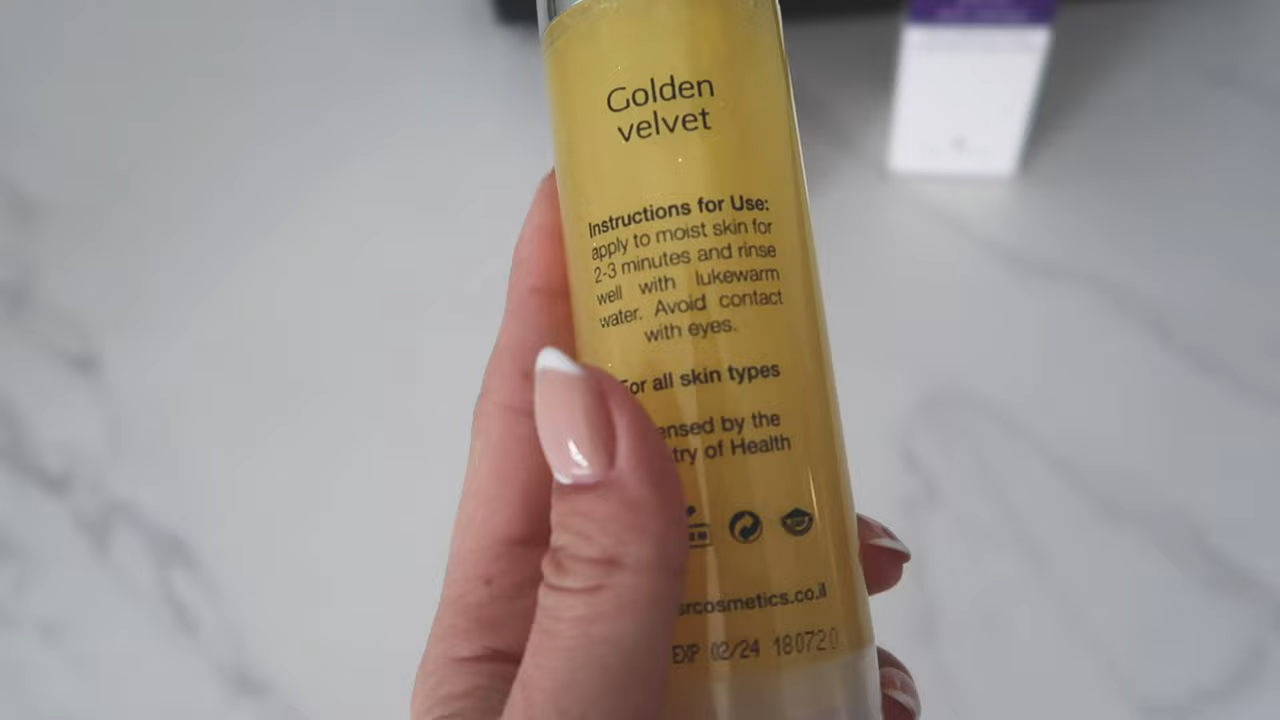 Golden
velvet
Instructions for Use:
apply to moist skin for
2-3 minutes and rinse
well with lukewarm
water. Avoid contact
with eyes.
For all skin types
ensed by the
try of Health
srcosmetics.co.il
EXP 02/24 180720